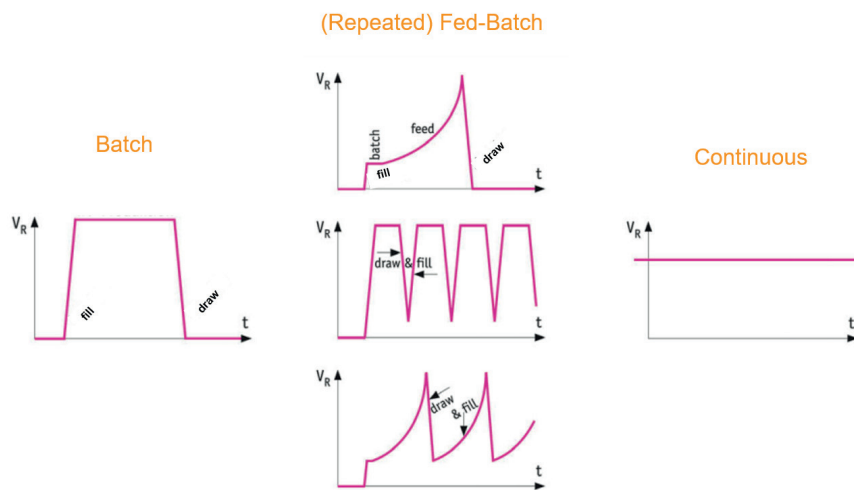 (Repeated) Fed-Batch
Batch
Continuous
V_R
fill
draw
t
V_R
batch
fill
feed
draw
t
V_R
draw & fill
t
V_R
draw
& fill
t
V_R
t